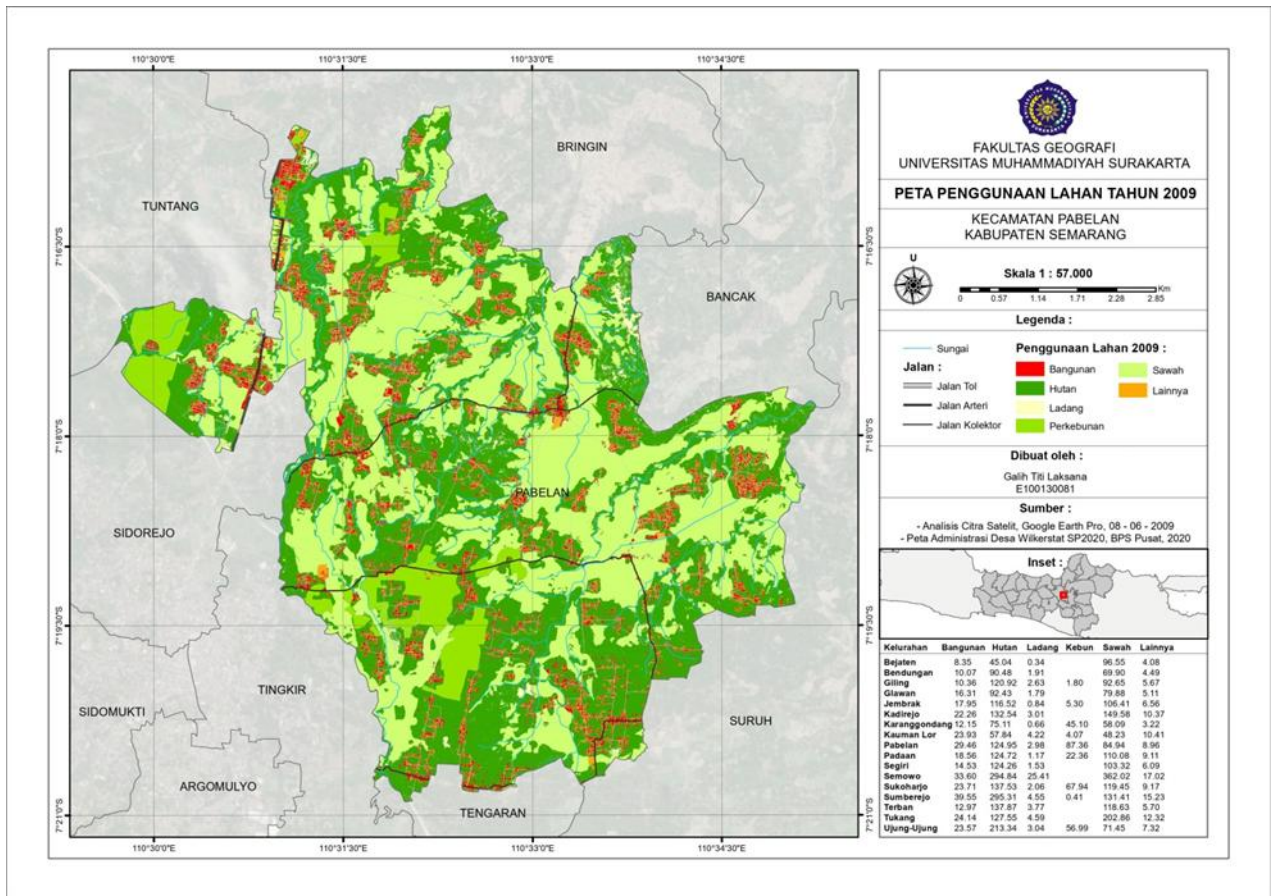 110°30'0"E 110°31'30"E 110°33'0"E 110°34'30"E
7°16'30"S 7°16'30"S
7°18'0"S 7°18'0"S
7°19'30"S 7°19'30"S
7°21'0"S 7°21'0"S
110°30'0"E 110°31'30"E 110°33'0"E 110°34'30"E
BRINGIN
TUNTANG
BANCAK
PABELAN
SIDOREJO
TINGKIR
SIDOMUKTI
SURUH
ARGOMULYO
TENGARAN
FAKULTAS GEOGRAFI
UNIVERSITAS MUHAMMADIYAH SURAKARTA
PETA PENGGUNAAN LAHAN TAHUN 2009
KECAMATAN PABELAN
KABUPATEN SEMARANG
U
Skala 1 : 57.000
Km
0 0.57 1.14 1.71 2.28 2.85
Legenda :
Sungai
Jalan :
Jalan Tol
Jalan Arteri
Jalan Kolektor
Penggunaan Lahan 2009 :
Bangunan
Hutan
Ladang
Perkebunan
Sawah
Lainnya
Dibuat oleh :
Galih Titi Laksana
E100130081
Sumber :
- Analisis Citra Satelit, Google Earth Pro, 08 - 06 - 2009
- Peta Administrasi Desa Wilkerstat SP2020, BPS Pusat, 2020
Inset :
Kelurahan Bangunan Hutan Ladang Kebun Sawah Lainnya
Bejaten 8.35 45.04 0.34 96.55 4.08
Bendungan 10.07 90.48 1.91 69.90 4.49
Giling 10.36 120.92 2.63 1.80 92.65 5.67
Glawan 16.31 92.43 1.79 79.88 5.11
Jembrak 17.95 116.52 0.84 5.30 106.41 6.56
Kadirejo 22.26 132.54 3.01 149.58 10.37
Karanggondang 12.15 75.11 0.66 45.10 58.09 3.22
Kauman Lor 23.93 57.84 4.22 4.07 48.23 10.41
Pabelan 29.46 124.95 2.98 87.36 84.94 8.96
Padaan 18.56 124.72 1.17 22.36 110.08 9.11
Segiri 14.53 124.26 1.53 103.32 6.09
Semowo 33.60 294.84 25.41 362.02 17.02
Sukoharjo 23.71 137.53 2.06 67.94 119.45 9.17
Sumberejo 39.55 295.31 4.55 0.41 131.41 15.23
Terban 12.97 137.87 3.77 118.63 5.70
Tukang 24.14 127.55 4.59 202.86 12.32
Ujung-Ujung 23.57 213.34 3.04 56.99 71.45 7.32